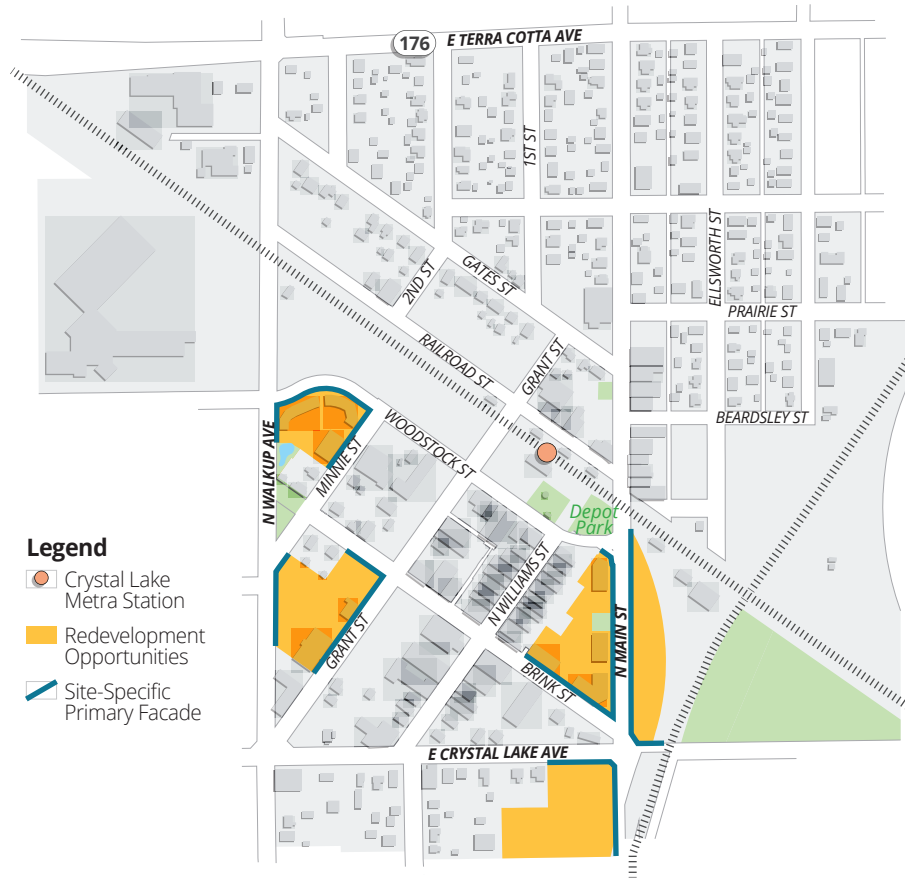 176
E TERRA COTTA AVE
1ST ST
ELLSWORTH ST
2ND ST
GATES ST
PRAIRIE ST
RAILROAD ST
GRANT ST
BEARDSLEY ST
N WALKUP AVE
MINNIE ST
WOODSTOCK ST
Depot
Park
Legend
Crystal Lake
Metra Station
Redevelopment
Opportunities
Site-Specific
Primary Facade
N WILLIAMS ST
GRANT ST
N MAIN ST
BRINK ST
E CRYSTAL LAKE AVE